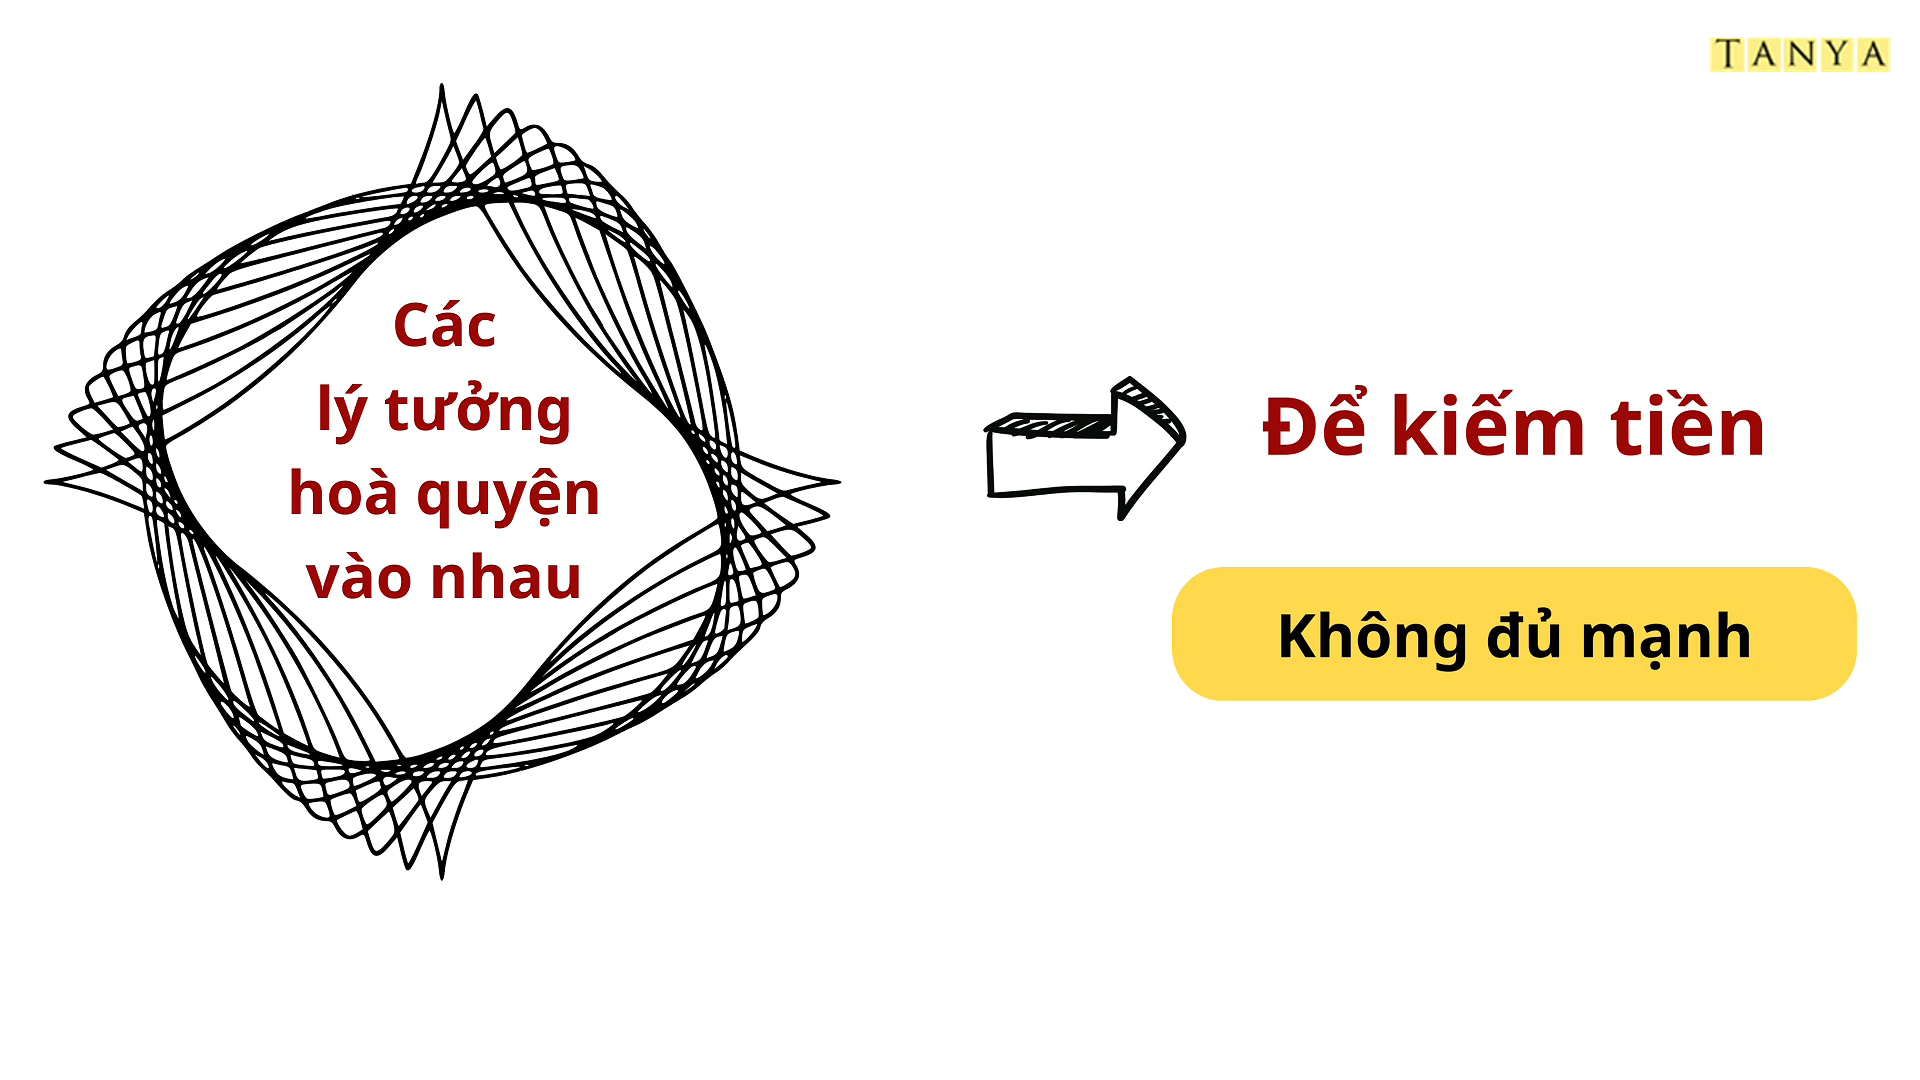 TANYA
Các
lý tưởng
hoà quyện
vào nhau
Để kiếm tiền
Không đủ mạnh